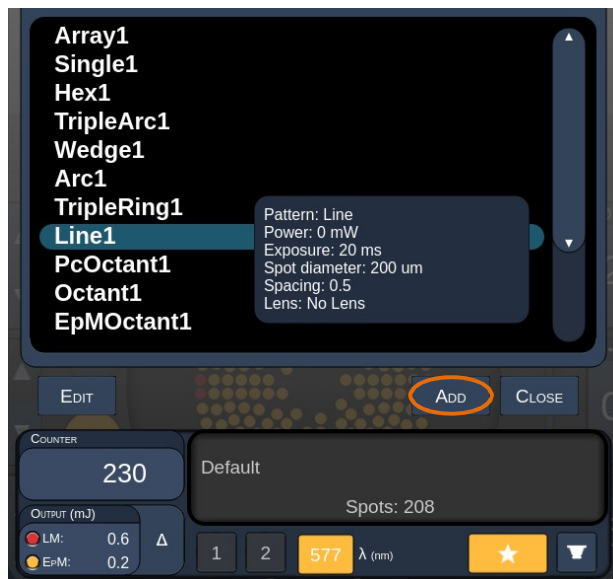 Array1
Single1
Hex1
TripleArc1
Wedge1
Arc1
TripleRing1
Line1
PcOctant1
Octant1
EpMOctant1
Pattern: Line
Power: 0 mW
Exposure: 20 ms
Spot diameter: 200 um
Spacing: 0.5
Lens: No Lens
EDIT
ADD
CLOSE
COUNTER
230
Default
Spots: 208
OUTPUT (mJ)
LM: 0.6
EPM: 0.2
Δ
1 2 577 λ (nm)